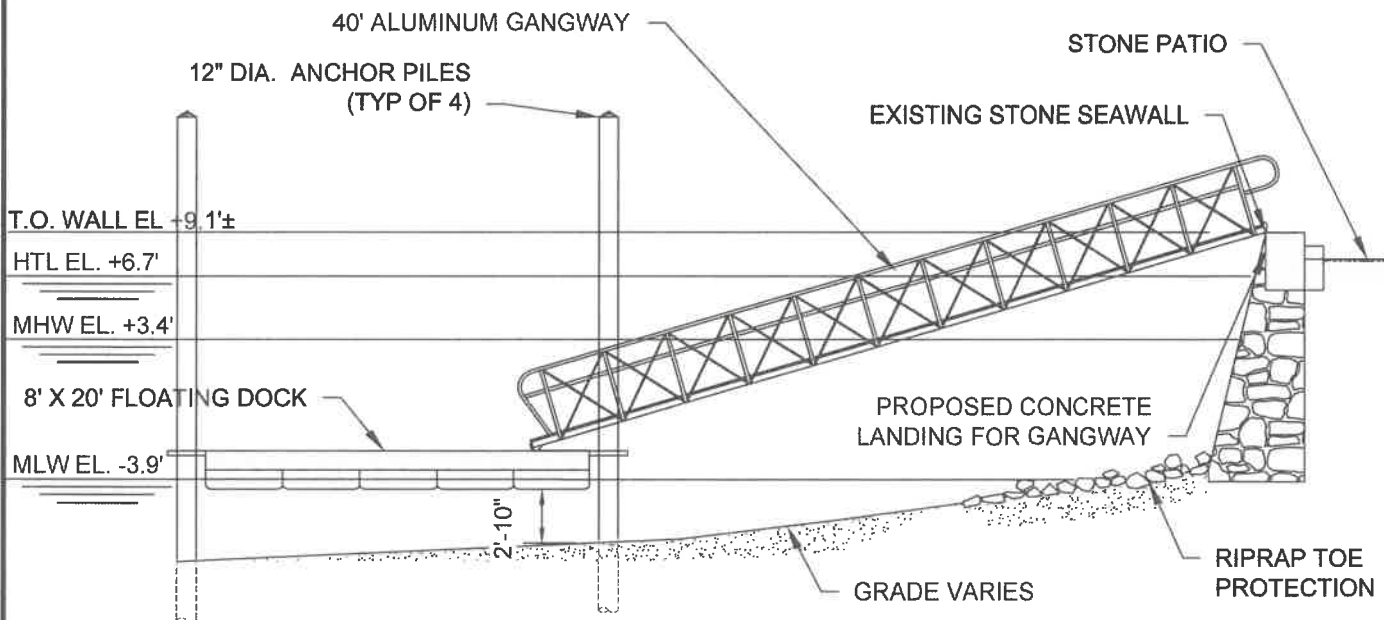 40' ALUMINUM GANGWAY
STONE PATIO
12" DIA. ANCHOR PILES
(TYP OF 4)
EXISTING STONE SEAWALL
T.O. WALL EL +9.1'±
HTL EL. +6.7'
MHW EL. +3.4'
8' X 20' FLOATING DOCK
PROPOSED CONCRETE
LANDING FOR GANGWAY
MLW EL. -3.9'
2'-10"
GRADE VARIES
RIPRAP TOE
PROTECTION